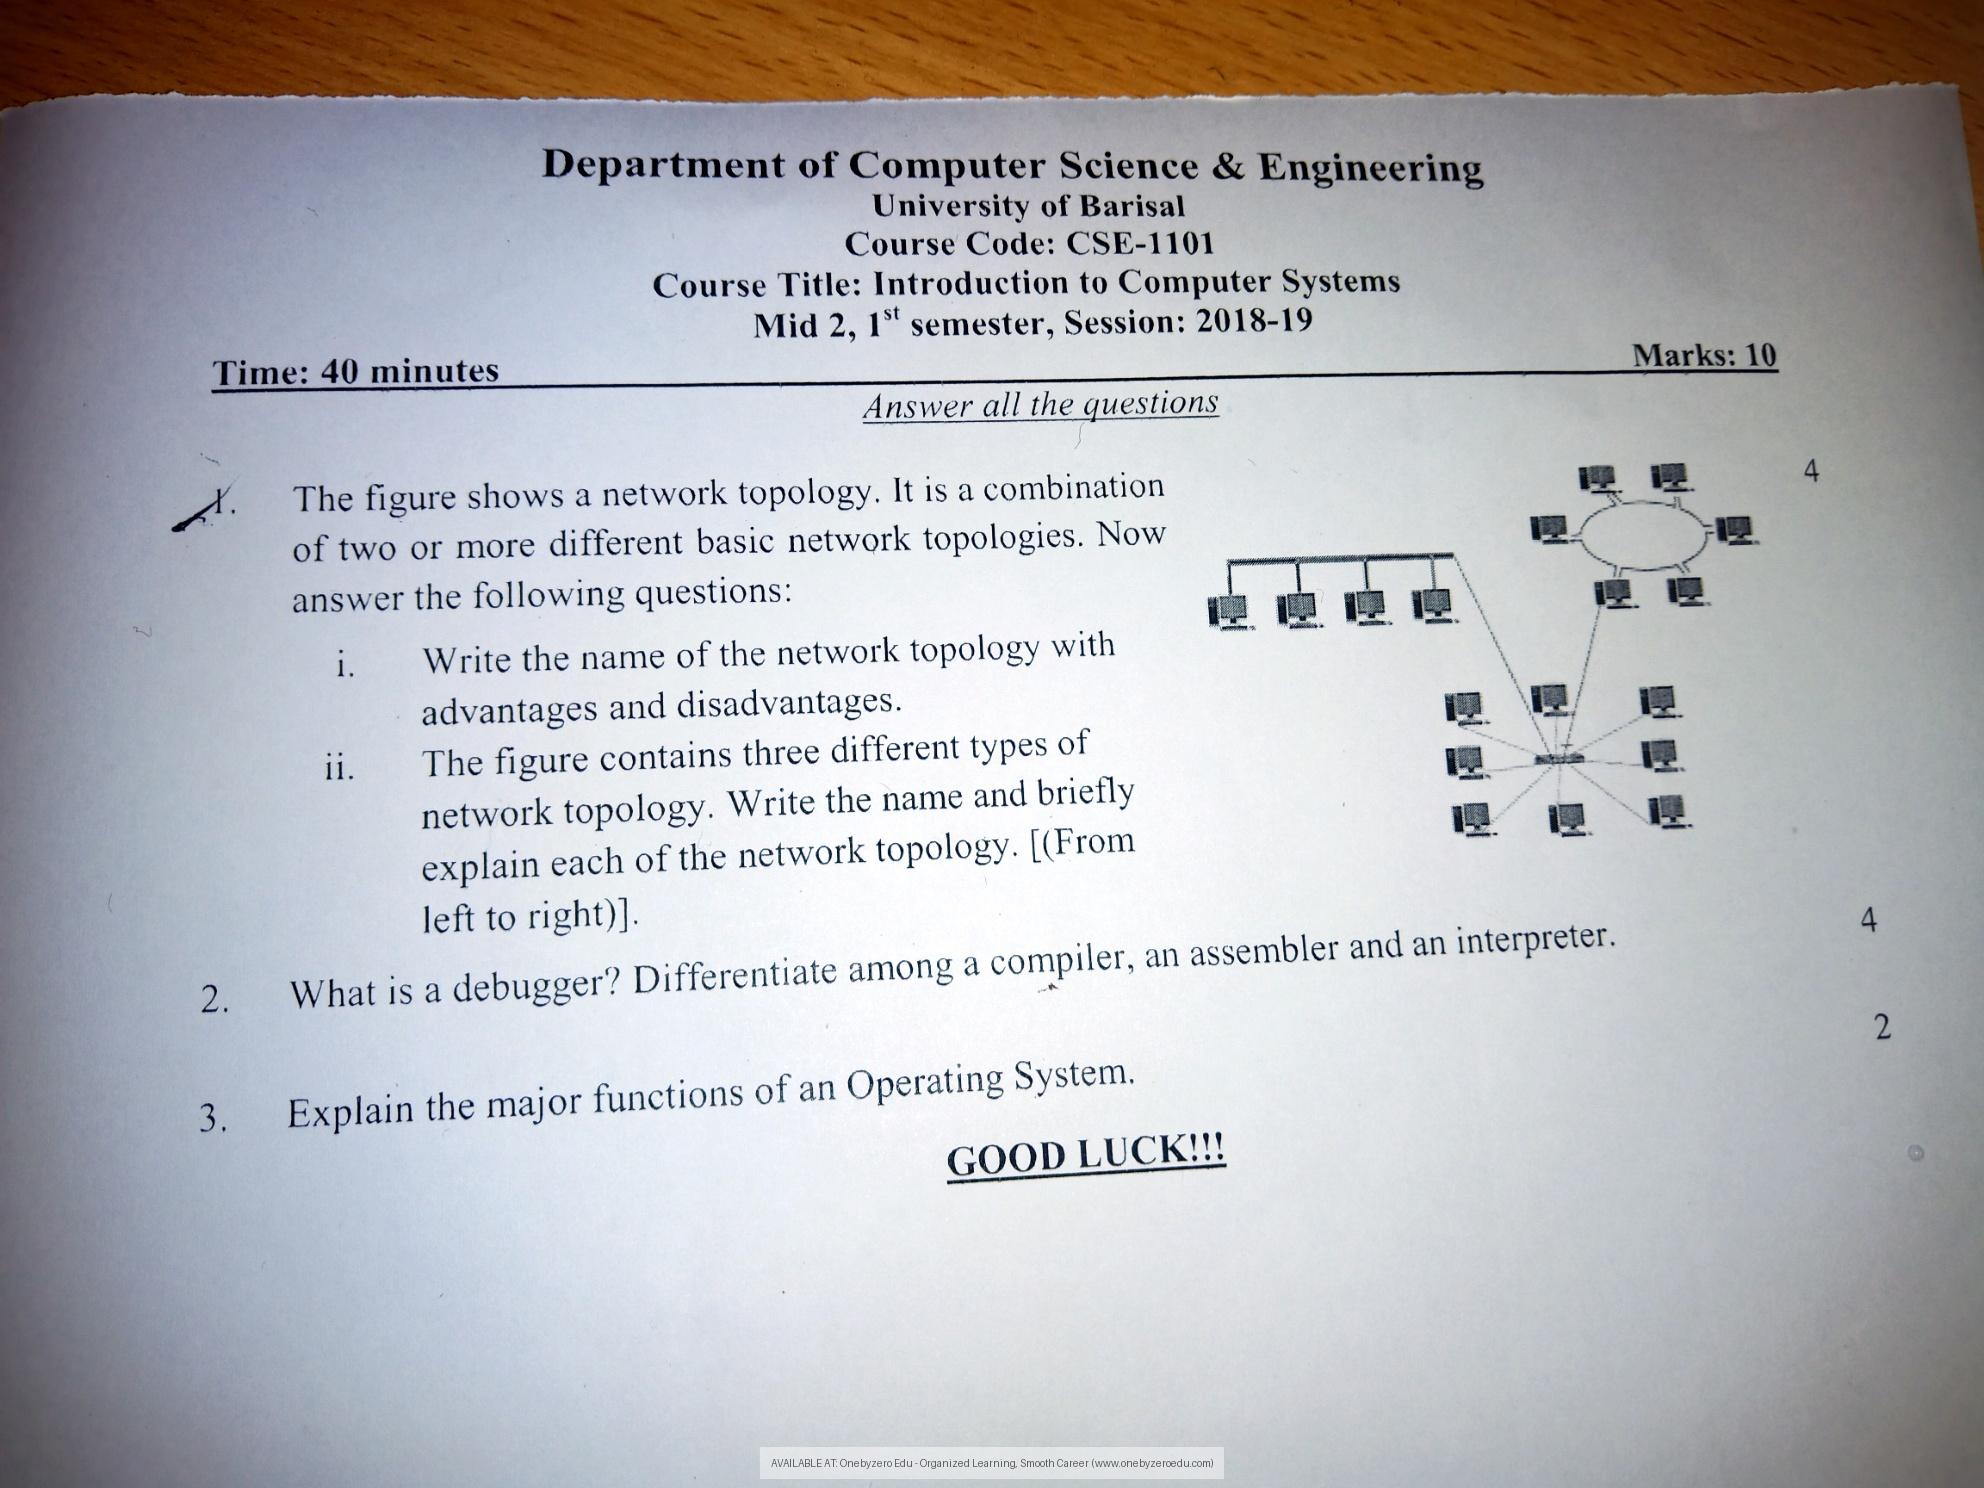 Department of Computer Science & Engineering
University of Barisal
Course Code: CSE-1101
Course Title: Introduction to Computer Systems
Mid 2, 1st semester, Session: 2018-19
Time: 40 minutes
Marks: 10
Answer all the questions
1. The figure shows a network topology. It is a combination 4
of two or more different basic network topologies. Now
answer the following questions:
i. Write the name of the network topology with
advantages and disadvantages.
ii. The figure contains three different types of
network topology. Write the name and briefly
explain each of the network topology. [(From
left to right)].
2. What is a debugger? Differentiate among a compiler, an assembler and an interpreter. 4
3. Explain the major functions of an Operating System. 2
GOOD LUCK!!!
AVAILABLE AT: Onebyzero Edu - Organized Learning, Smooth Career (www.onebyzeroedu.com)